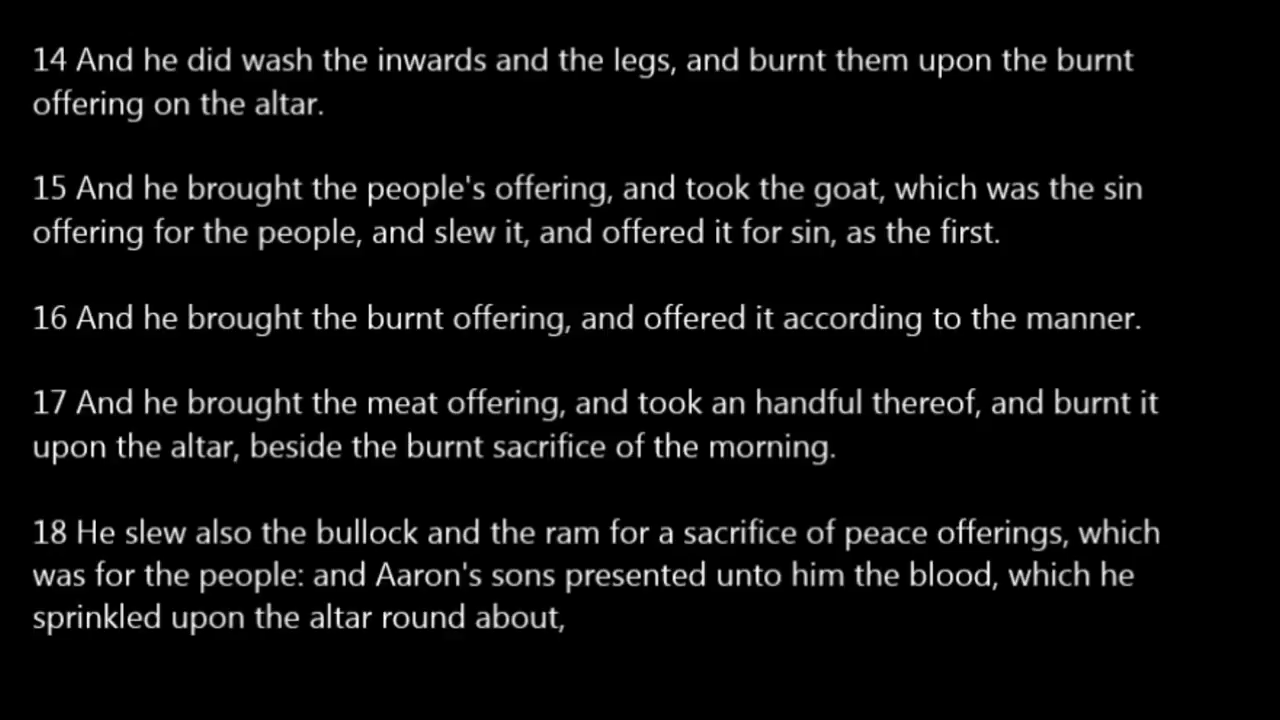 14 And he did wash the inwards and the legs, and burnt them upon the burnt
offering on the altar.
15 And he brought the people's offering, and took the goat, which was the sin
offering for the people, and slew it, and offered it for sin, as the first.
16 And he brought the burnt offering, and offered it according to the manner.
17 And he brought the meat offering, and took an handful thereof, and burnt it
upon the altar, beside the burnt sacrifice of the morning.
18 He slew also the bullock and the ram for a sacrifice of peace offerings, which
was for the people: and Aaron's sons presented unto him the blood, which he
sprinkled upon the altar round about,